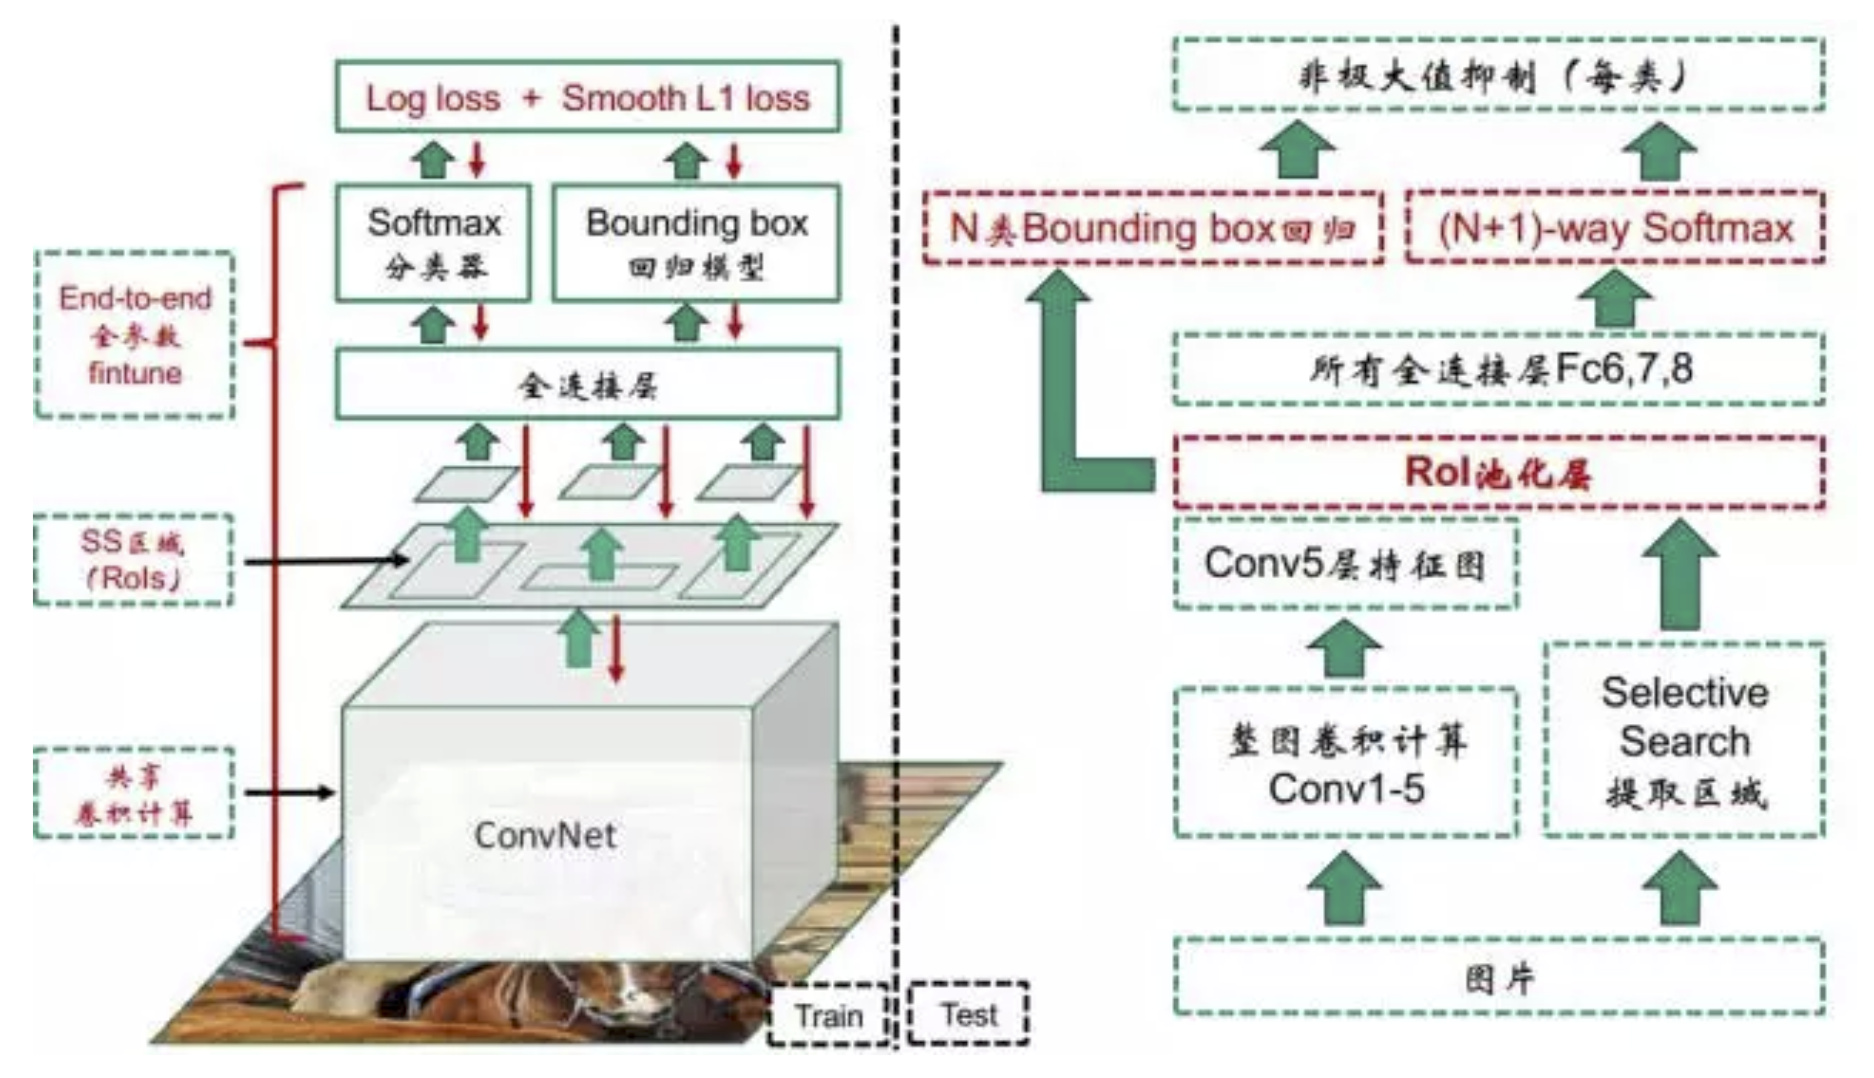 Log loss + Smooth L1 loss
Softmax
分类器
Bounding box
回归模型
End-to-end
全参数
fintune
全连接层
SS区域
(RoIs)
共享
卷积计算
ConvNet
Train
Test
非极大值抑制（每类）
N类Bounding box回归
(N+1)-way Softmax
所有全连接层Fc6,7,8
RoI池化层
Conv5层特征图
整图卷积计算
Conv1-5
Selective
Search
提取区域
图片